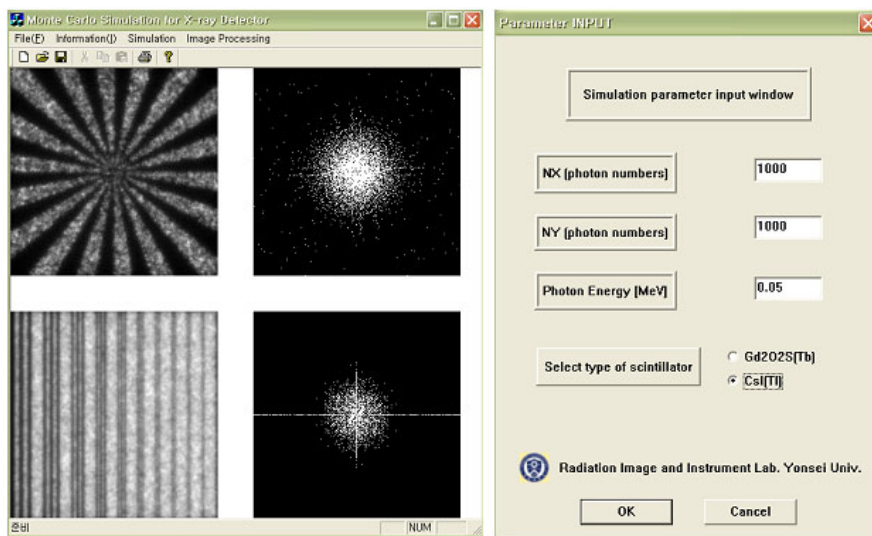 Monte Carlo Simulation for X-ray Detector
File(F) Information(I) Simulation Image Processing
준비
NUM
Parameter INPUT
Simulation parameter input window
NX [photon numbers] 1000
NY [photon numbers] 1000
Photon Energy [MeV] 0.05
Select type of scintillator
Gd2O2S[Tb]
CsI[Tl]
Radiation Image and Instrument Lab. Yonsei Univ.
OK Cancel